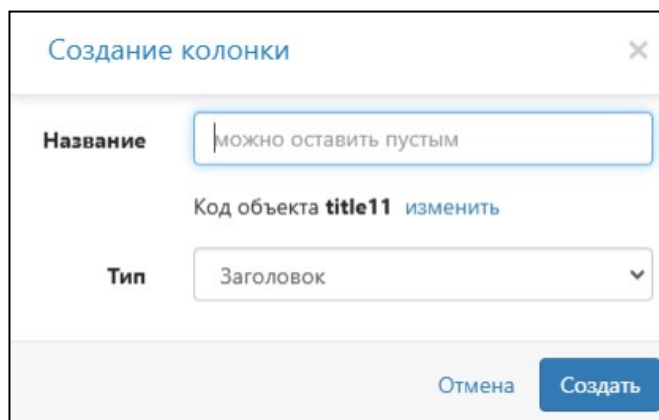 Создание колонки ×
Название можно оставить пустым
Код объекта title11 изменить
Тип Заголовок
Отмена Создать